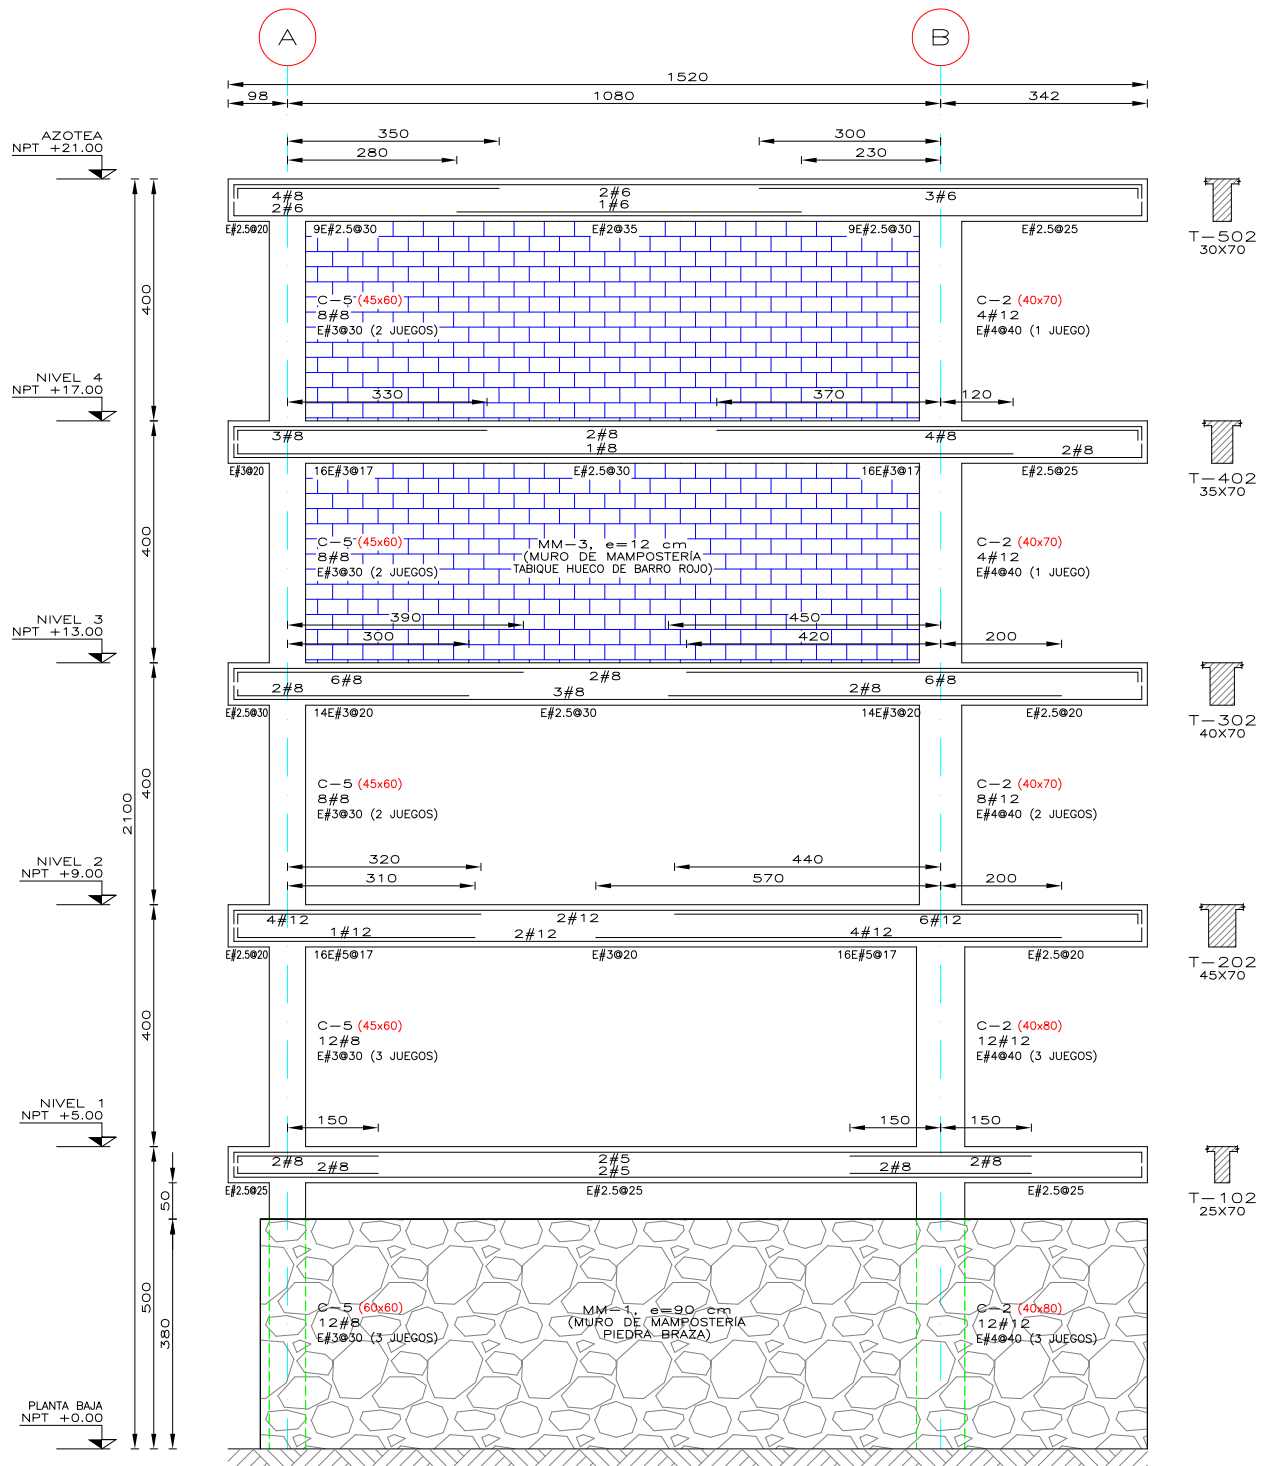 A
B
1520
98
1080
342
350
300
280
230
AZOTEA
NPT +21.00
4#8
2#6
3#6
2#6
1#6
E#2.5@20
9E#2.5@30
E#2@35
9E#2.5@30
E#2.5@25
T-502
30X70
400
C-5 (45x60)
8#8
E#3@30 (2 JUEGOS)
C-2 (40x70)
4#12
E#4@40 (1 JUEGO)
NIVEL 4
NPT +17.00
330
370
120
3#8
2#8
4#8
1#8
2#8
E#3@20
16E#3@17
E#2.5@30
16E#3@17
E#2.5@25
T-402
35X70
400
C-5 (45x60)
8#8
E#3@30 (2 JUEGOS)
MM-3, e=12 cm
(MURO DE MAMPOSTERÍA
TABIQUE HUECO DE BARRO ROJO)
C-2 (40x70)
4#12
E#4@40 (1 JUEGO)
NIVEL 3
NPT +13.00
390
450
300
420
200
6#8
2#8
6#8
2#8
3#8
2#8
E#2.5@30
14E#3@20
E#2.5@30
14E#3@20
E#2.5@20
T-302
40X70
2100
400
C-5 (45x60)
8#8
E#3@30 (2 JUEGOS)
C-2 (40x70)
8#12
E#4@40 (2 JUEGOS)
NIVEL 2
NPT +9.00
320
440
310
570
200
4#12
2#12
6#12
1#12
2#12
4#12
E#2.5@20
16E#5@17
E#3@20
16E#5@17
E#2.5@20
T-202
45X70
400
C-5 (45x60)
12#8
E#3@30 (3 JUEGOS)
C-2 (40x80)
12#12
E#4@40 (3 JUEGOS)
NIVEL 1
NPT +5.00
150
150
150
2#8
2#5
2#8
2#8
2#5
2#8
E#2.5@25
E#2.5@25
E#2.5@25
T-102
25X70
50
500
380
C-5 (60x60)
12#8
E#3@30 (3 JUEGOS)
MM-1, e=90 cm
(MURO DE MAMPOSTERÍA
PIEDRA BRAZA)
C-2 (40x80)
12#12
E#4@40 (3 JUEGOS)
PLANTA BAJA
NPT +0.00